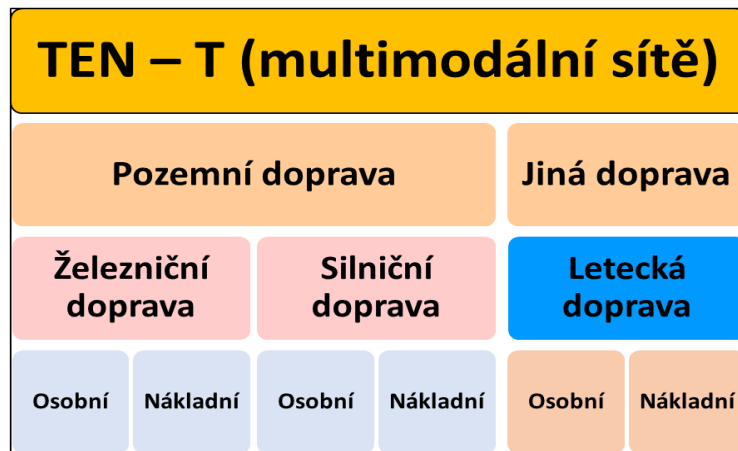 TEN – T (multimodální sítě)
Pozemní doprava
Jiná doprava
Železniční
doprava
Silniční
doprava
Letecká
doprava
Osobní
Nákladní
Osobní
Nákladní
Osobní
Nákladní